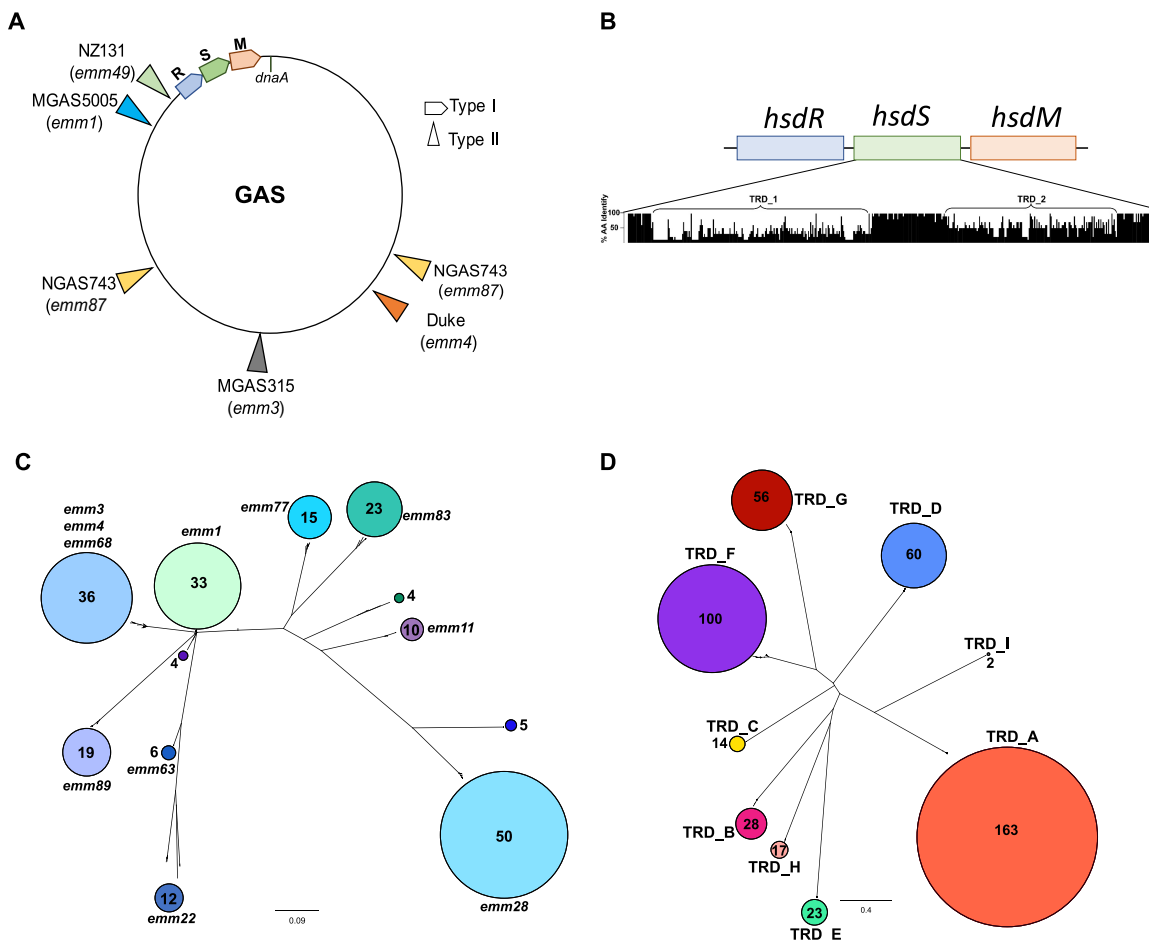 A
NZ131
(emm49)
MGAS5005
(emm1)
R
S
M
dnaA
Type I
Type II
GAS
NGAS743
(emm87
NGAS743
(emm87)
Duke
(emm4)
MGAS315
(emm3)
B
hsdR
hsdS
hsdM
TRD_1
TRD_2
100
50
% AA Identify
C
emm3
emm4
emm68
36
emm1
33
emm77
15
23
emm83
4
10
emm11
4
5
19
emm89
6
emm63
12
emm22
50
emm28
0.09
D
56
TRD_G
TRD_D
60
TRD_F
100
TRD_I
2
TRD_C
14
TRD_A
163
28
TRD_B
17
TRD_H
23
TRD_E
0.4